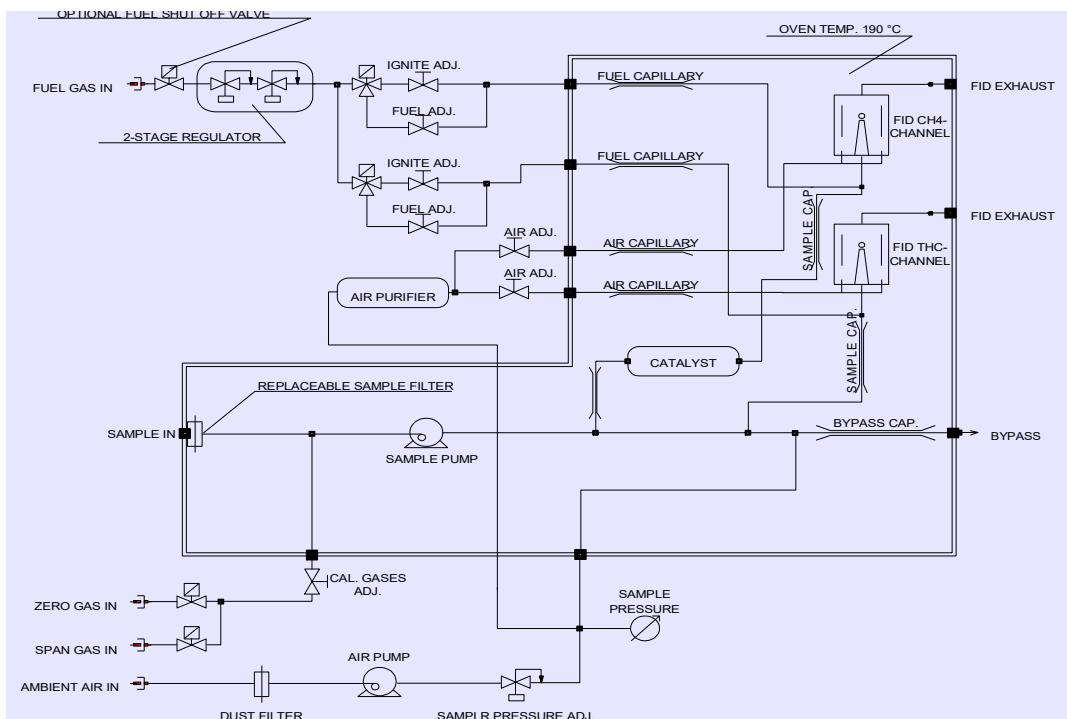 OPTIONAL FUEL SHUT OFF VALVE
OVEN TEMP. 190 °C
IGNITE ADJ.
FUEL CAPILLARY
FUEL GAS IN
FID EXHAUST
FUEL ADJ.
FID CH4-
CHANNEL
2-STAGE REGULATOR
IGNITE ADJ.
FUEL CAPILLARY
FUEL ADJ.
SAMPLE CAP.
FID EXHAUST
AIR ADJ.
AIR CAPILLARY
FID THC-
CHANNEL
AIR ADJ.
AIR CAPILLARY
AIR PURIFIER
SAMPLE CAP.
CATALYST
REPLACEABLE SAMPLE FILTER
SAMPLE IN
BYPASS CAP.
BYPASS
SAMPLE PUMP
CAL. GASES
ADJ.
ZERO GAS IN
SAMPLE
PRESSURE
SPAN GAS IN
AIR PUMP
AMBIENT AIR IN
DUST FILTER
SAMPLR PRESSURE ADJ